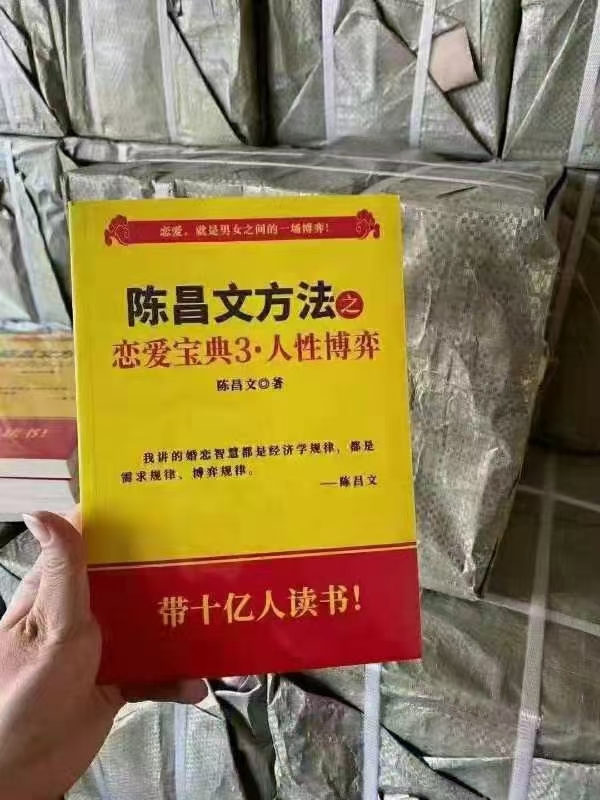 恋爱,就是男女之间的一场博弈!
陈昌文方法之
恋爱宝典3·人性博弈
陈昌文◎著
我讲的婚恋智慧都是经济学规律,都是
需求规律、博弈规律。
——陈昌文
带十亿人读书!
读书!